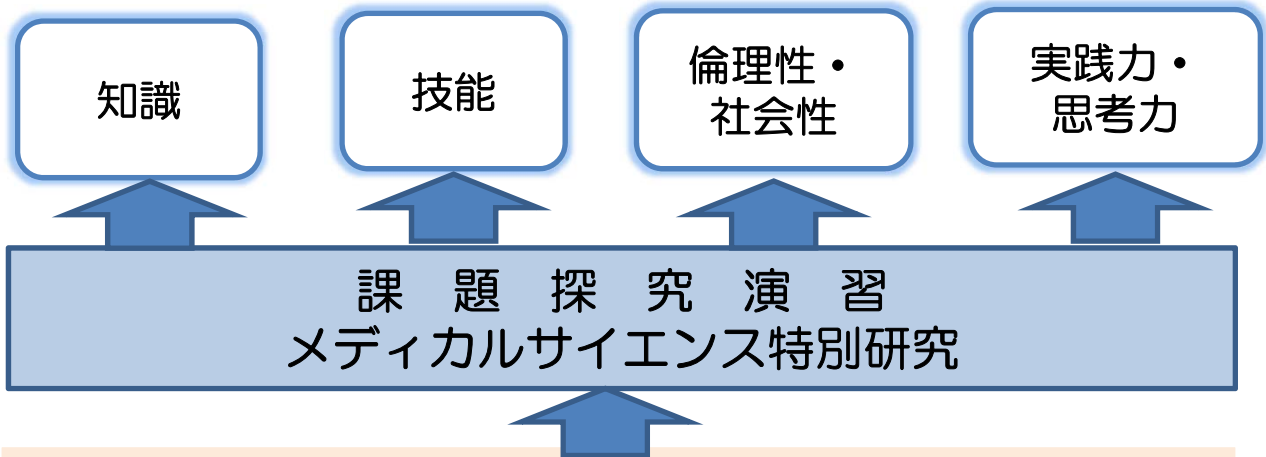 知識
技能
倫理性・
社会性
実践力・
思考力
課 題 探 究 演 習
メディカルサイエンス特別研究